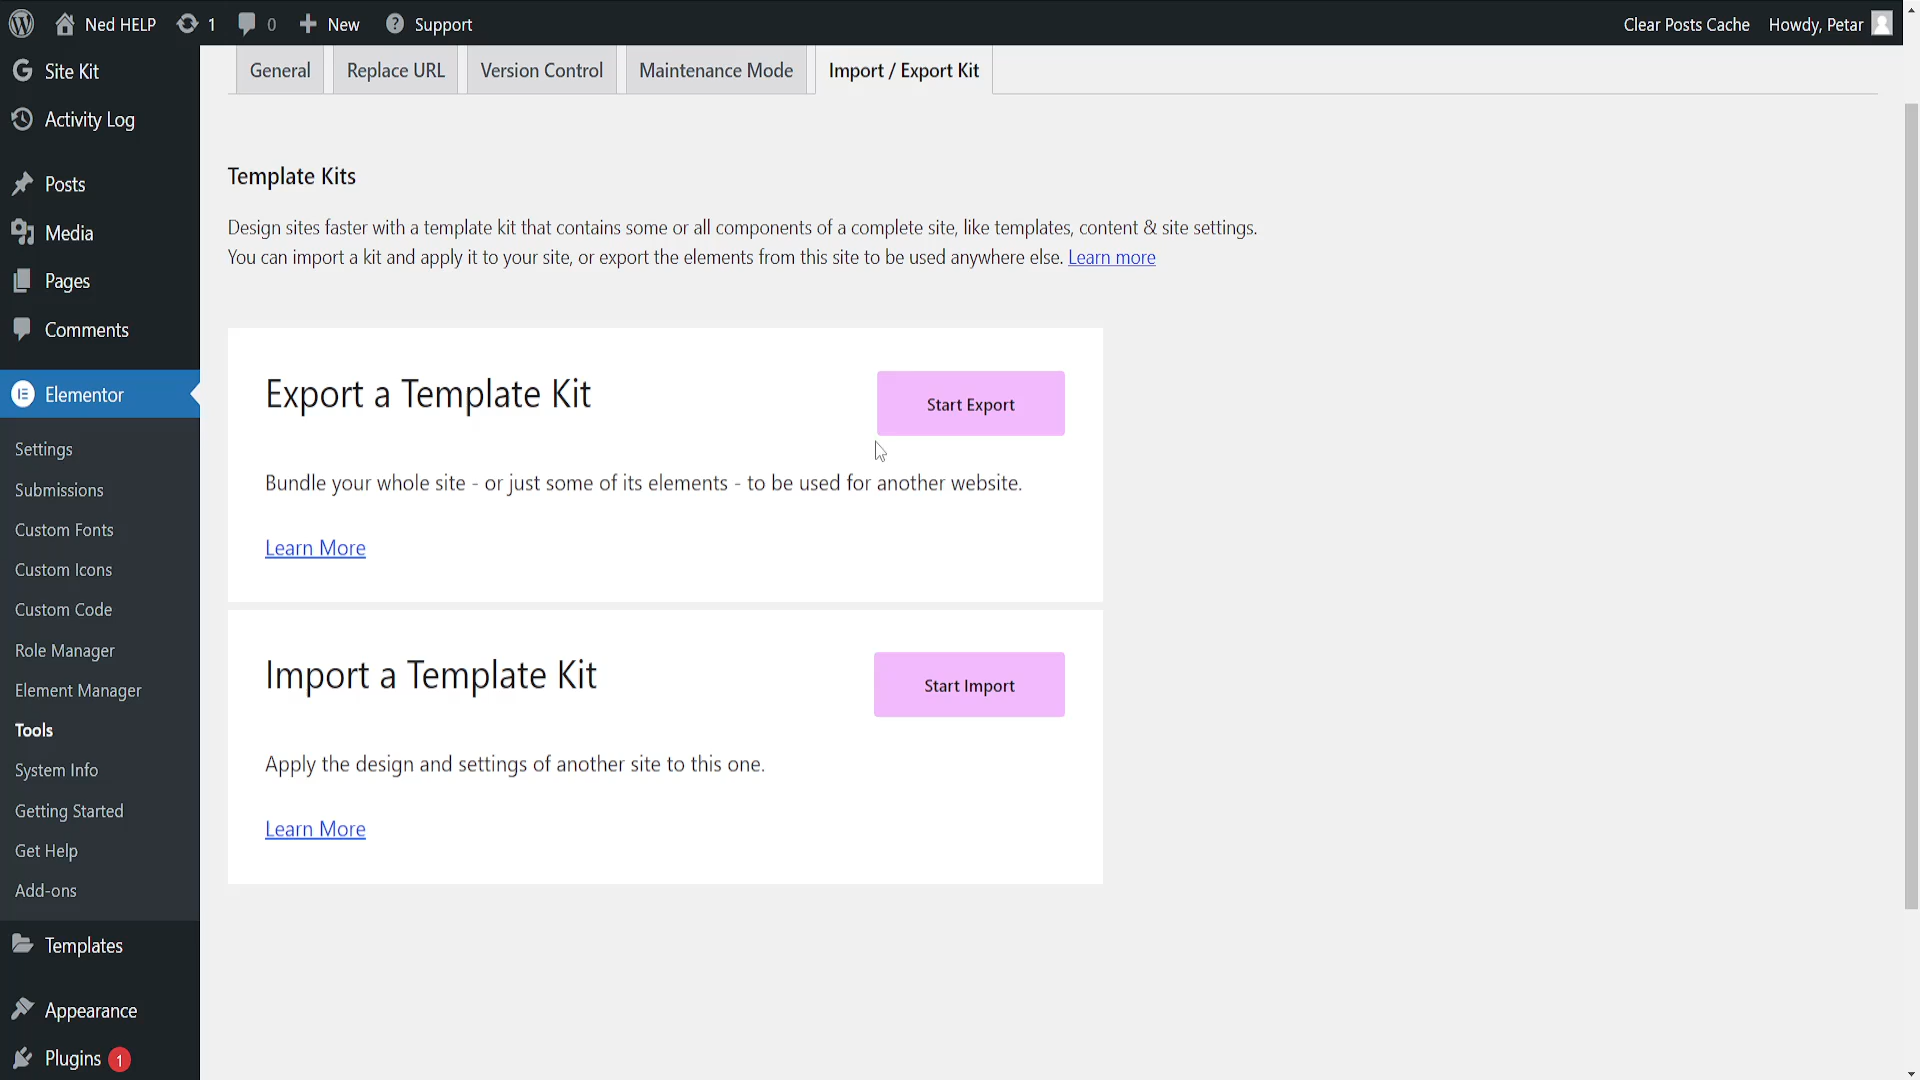 Ned HELP
1
0
New
Support
Clear Posts Cache
Howdy, Petar
Site Kit
Activity Log
Posts
Media
Pages
Comments
Elementor
Settings
Submissions
Custom Fonts
Custom Icons
Custom Code
Role Manager
Element Manager
Tools
System Info
Getting Started
Get Help
Add-ons
Templates
Appearance
Plugins 1
General
Replace URL
Version Control
Maintenance Mode
Import / Export Kit
Template Kits
Design sites faster with a template kit that contains some or all components of a complete site, like templates, content & site settings.
You can import a kit and apply it to your site, or export the elements from this site to be used anywhere else. Learn more
Export a Template Kit
Start Export
Bundle your whole site - or just some of its elements - to be used for another website.
Learn More
Import a Template Kit
Start Import
Apply the design and settings of another site to this one.
Learn More